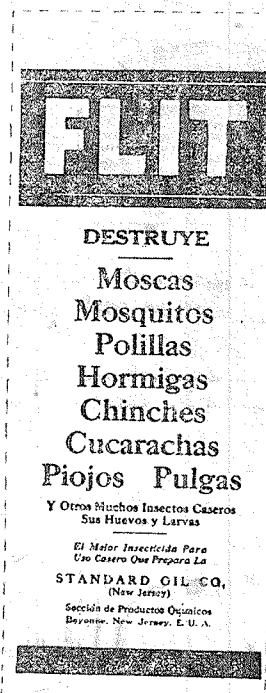 FLIT
DESTRUYE
Moscas
Mosquitos
Polillas
Hormigas
Chinches
Cucarachas
Piojos Pulgas
Y Otros Muchos Insectos Caseros
Sus Huevos y Larvas
El Mejor Insecticida Para
Uso Casero Que Prepara La
STANDARD OIL CO,
(New Jersey)
Sección de Productos Químicos
Bayonne, New Jersey, E. U. A.